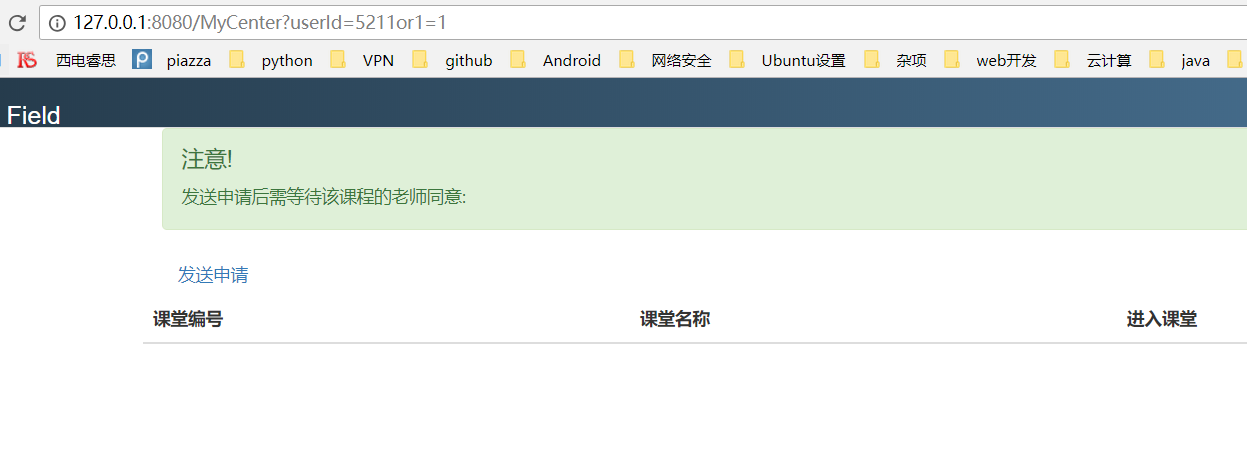 127.0.0.1:8080/MyCenter?userId=5211or1=1
RS 西电睿思 piazza python VPN github Android 网络安全 Ubuntu设置 杂项 web开发 云计算 java
Field
注意!
发送申请后需等待该课程的老师同意:
发送申请
课堂编号 课堂名称 进入课堂